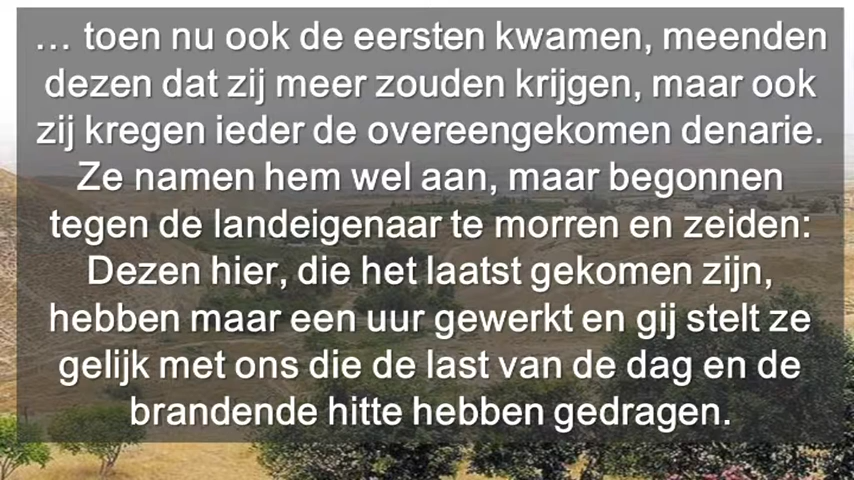 ... toen nu ook de eersten kwamen, meenden
dezen dat zij meer zouden krijgen, maar ook
zij kregen ieder de overeengekomen denarie.
Ze namen hem wel aan, maar begonnen
tegen de landeigenaar te morren en zeiden:
Dezen hier, die het laatst gekomen zijn,
hebben maar een uur gewerkt en gij stelt ze
gelijk met ons die de last van de dag en de
brandende hitte hebben gedragen.